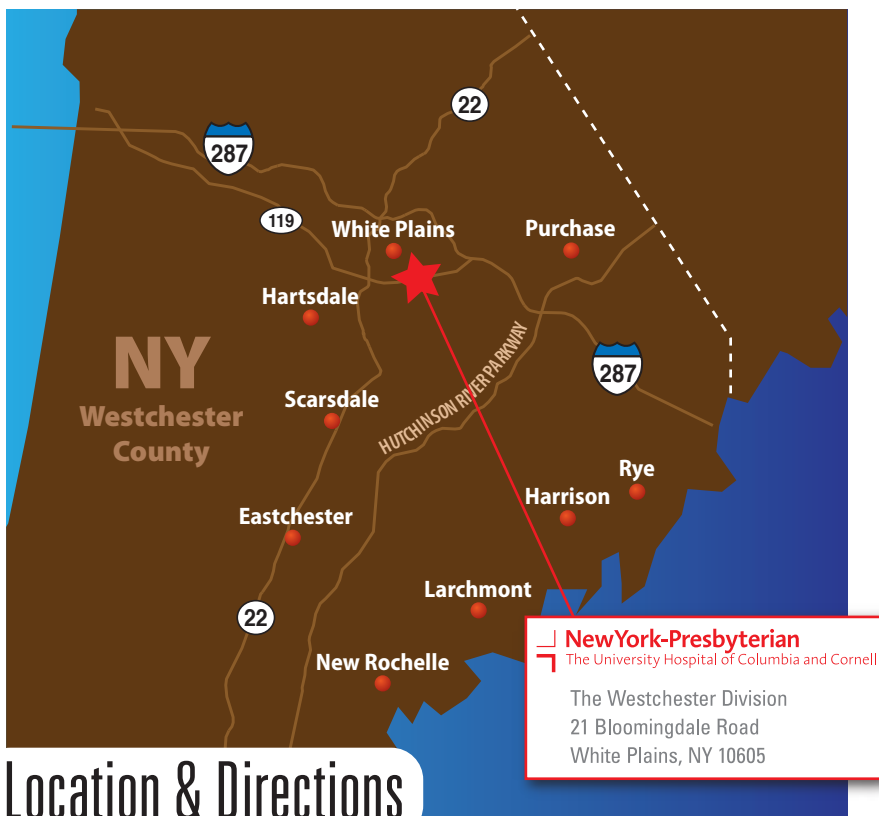 22
287
119
White Plains
Purchase
Hartsdale
NY
Westchester
County
287
HUTCHINSON RIVER PARKWAY
Scarsdale
Rye
Harrison
Eastchester
Larchmont
22
New Rochelle
NewYork-Presbyterian
The University Hospital of Columbia and Cornell
The Westchester Division
21 Bloomingdale Road
White Plains, NY 10605
Location & Directions